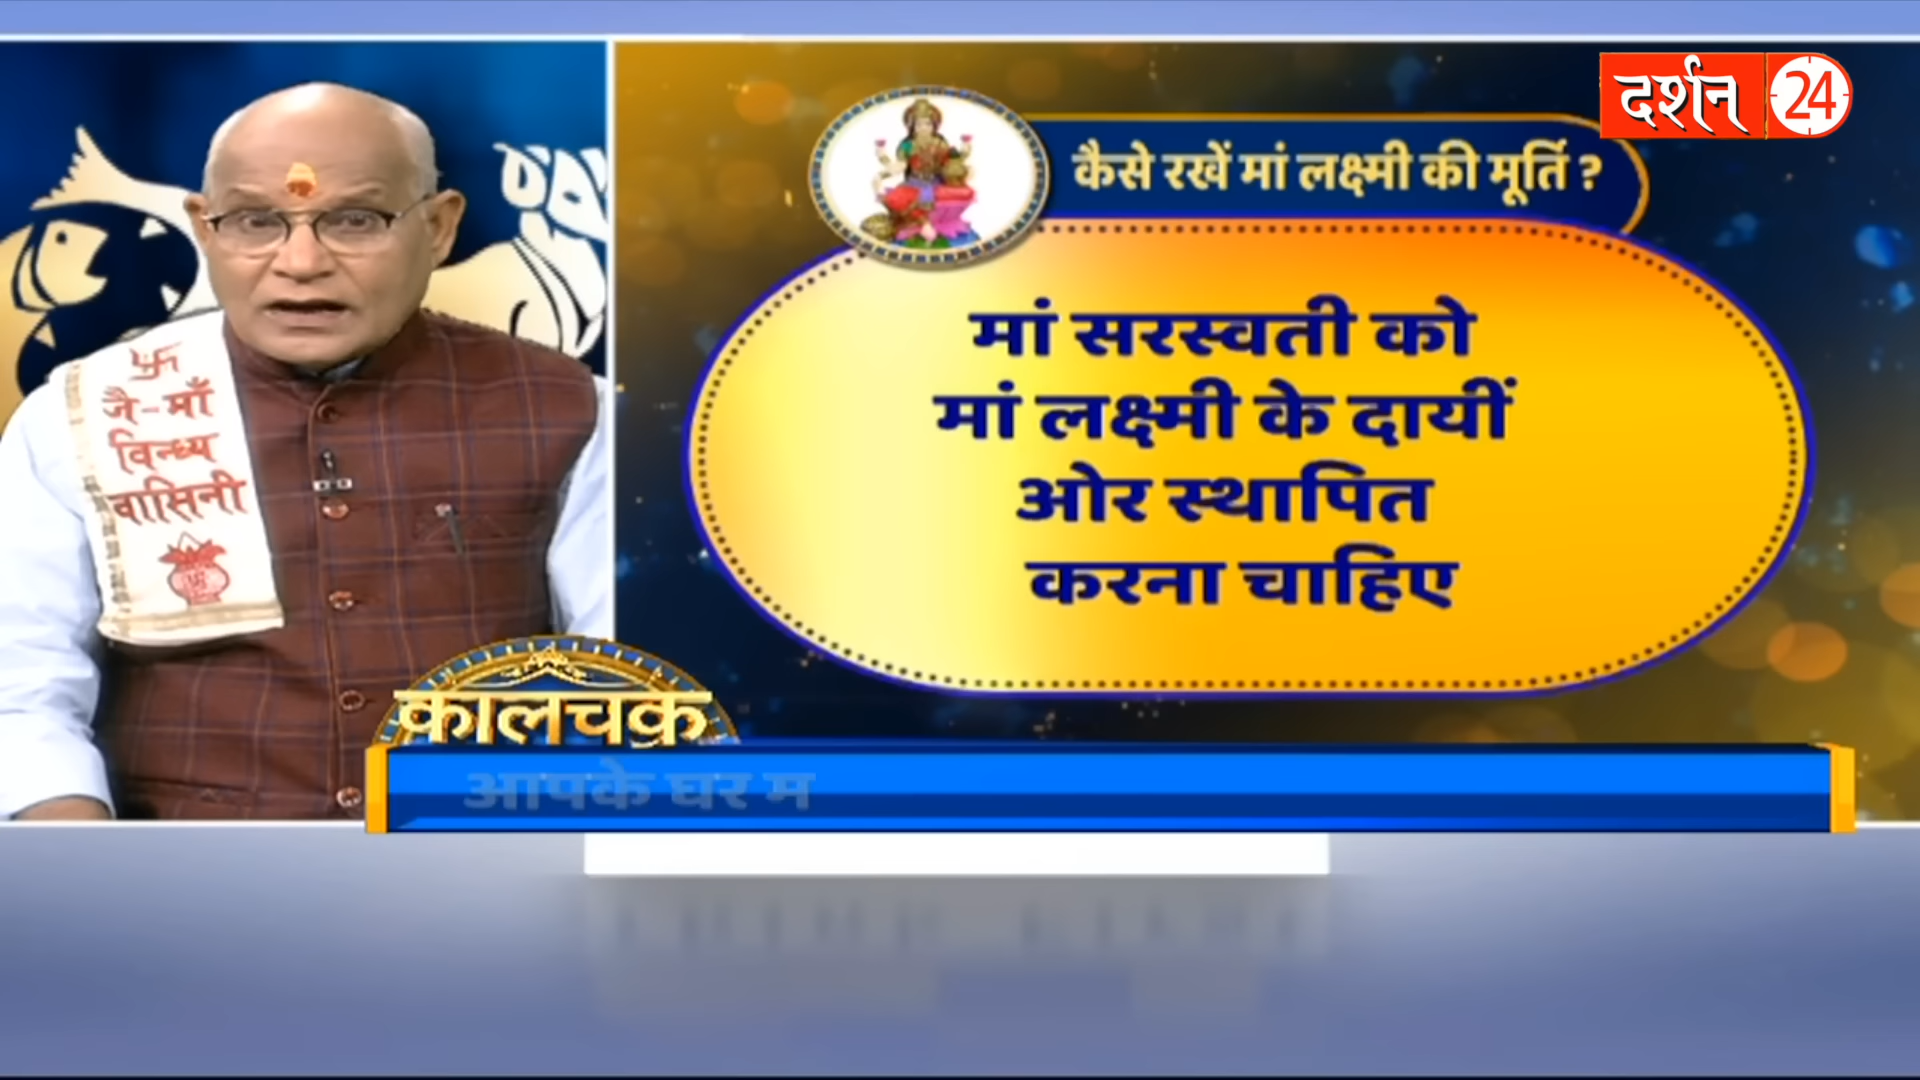 दर्शन 24
कैसे रखें मां लक्ष्मी की मूर्ति ?
मां सरस्वती को
मां लक्ष्मी के दायीं
ओर स्थापित
करना चाहिए
जै-माँ
विन्ध्य
वासिनी
कालचक्र
आपके घर म